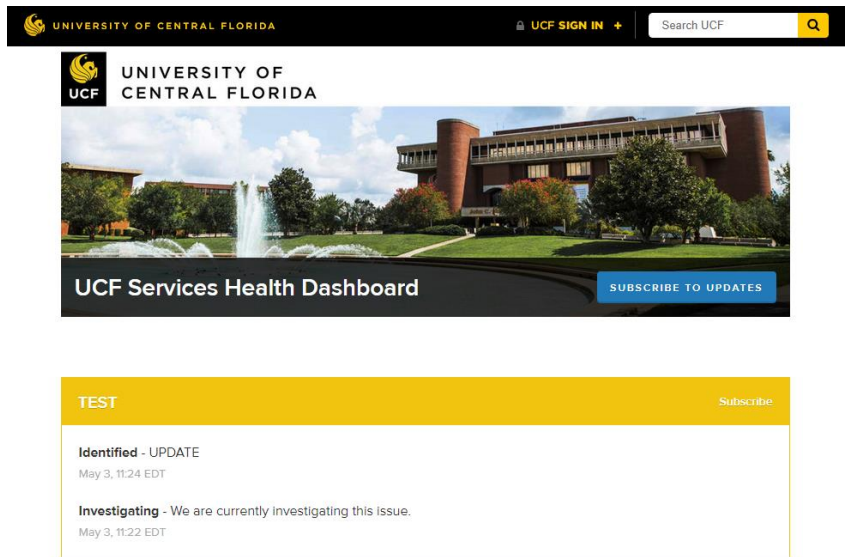 UNIVERSITY OF CENTRAL FLORIDA
UCF SIGN IN +
Search UCF
UCF
UNIVERSITY OF
CENTRAL FLORIDA
UCF Services Health Dashboard
SUBSCRIBE TO UPDATES
TEST
Subscribe
Identified - UPDATE
May 3, 11:24 EDT
Investigating - We are currently investigating this issue.
May 3, 11:22 EDT